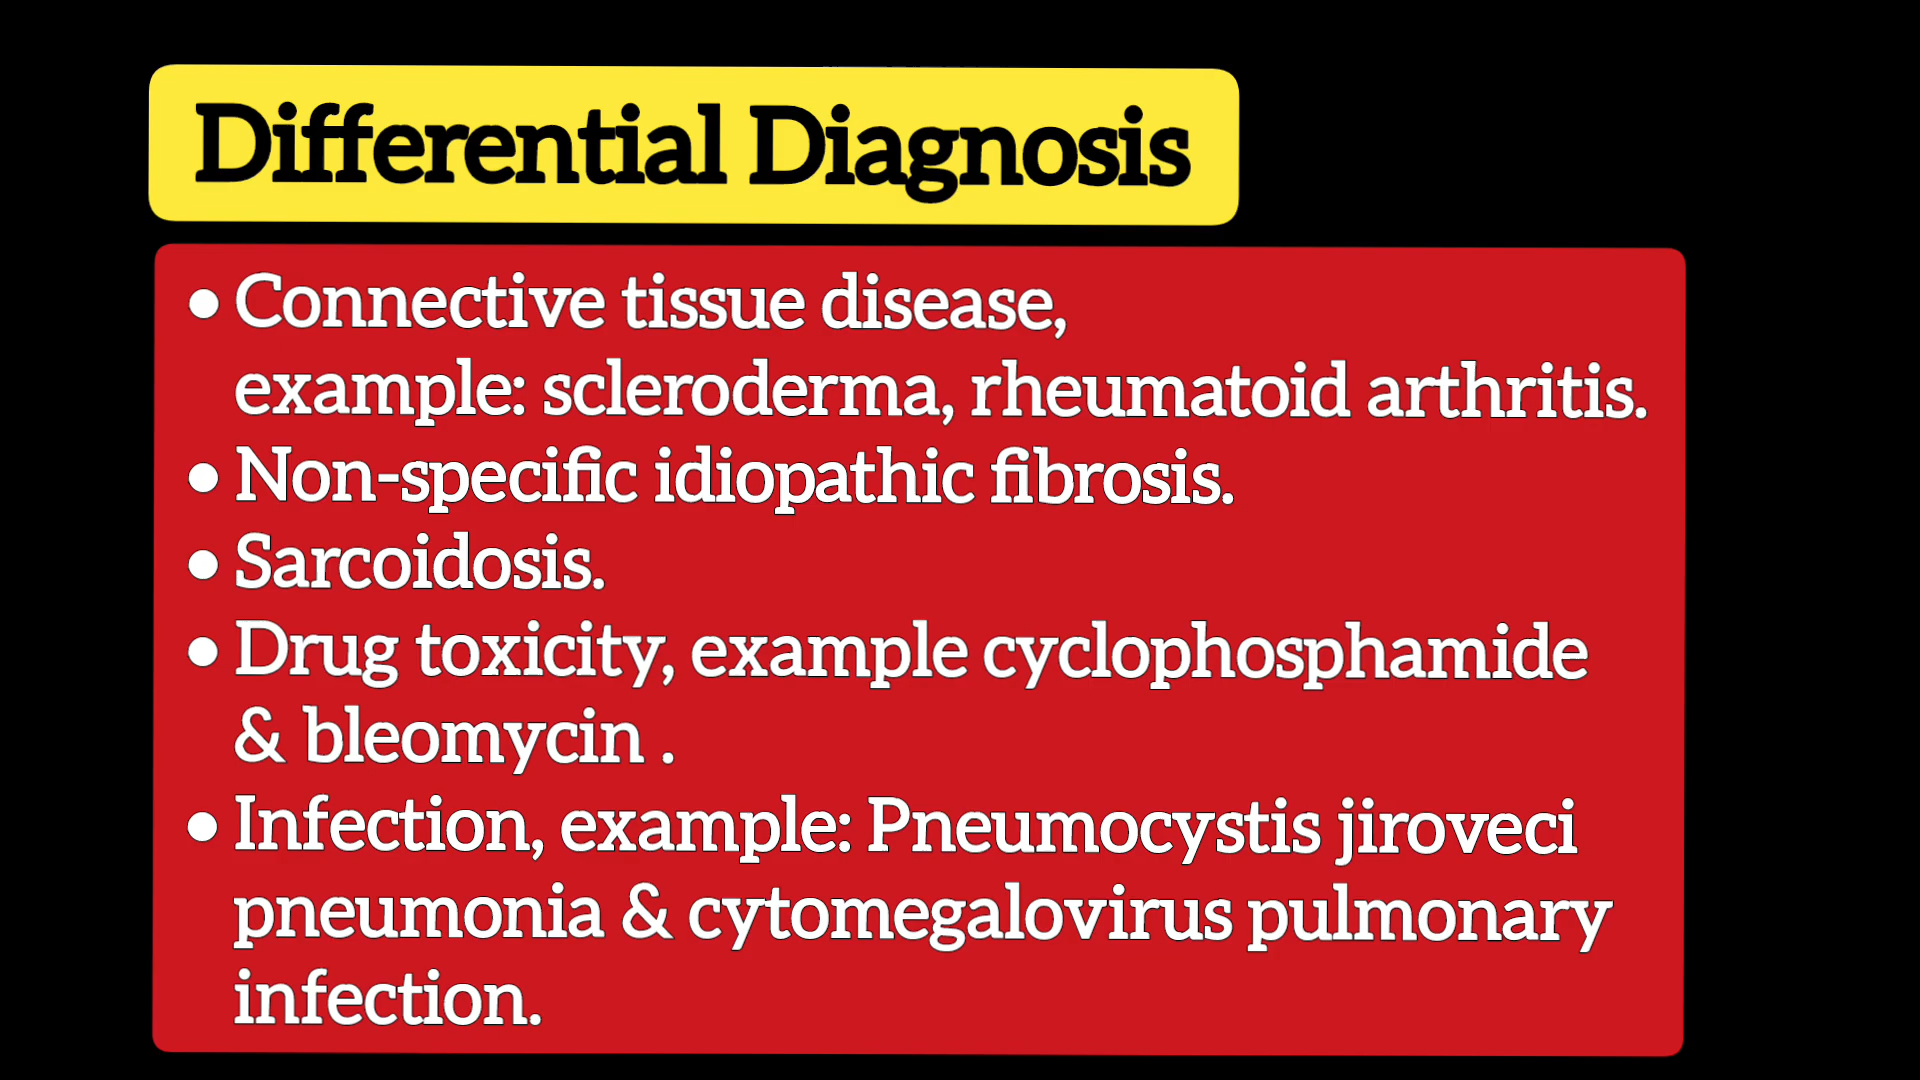 Differential Diagnosis
• Connective tissue disease,
example: scleroderma, rheumatoid arthritis.
• Non-specific idiopathic fibrosis.
• Sarcoidosis.
• Drug toxicity, example cyclophosphamide
& bleomycin .
• Infection, example: Pneumocystis jiroveci
pneumonia & cytomegalovirus pulmonary
infection.